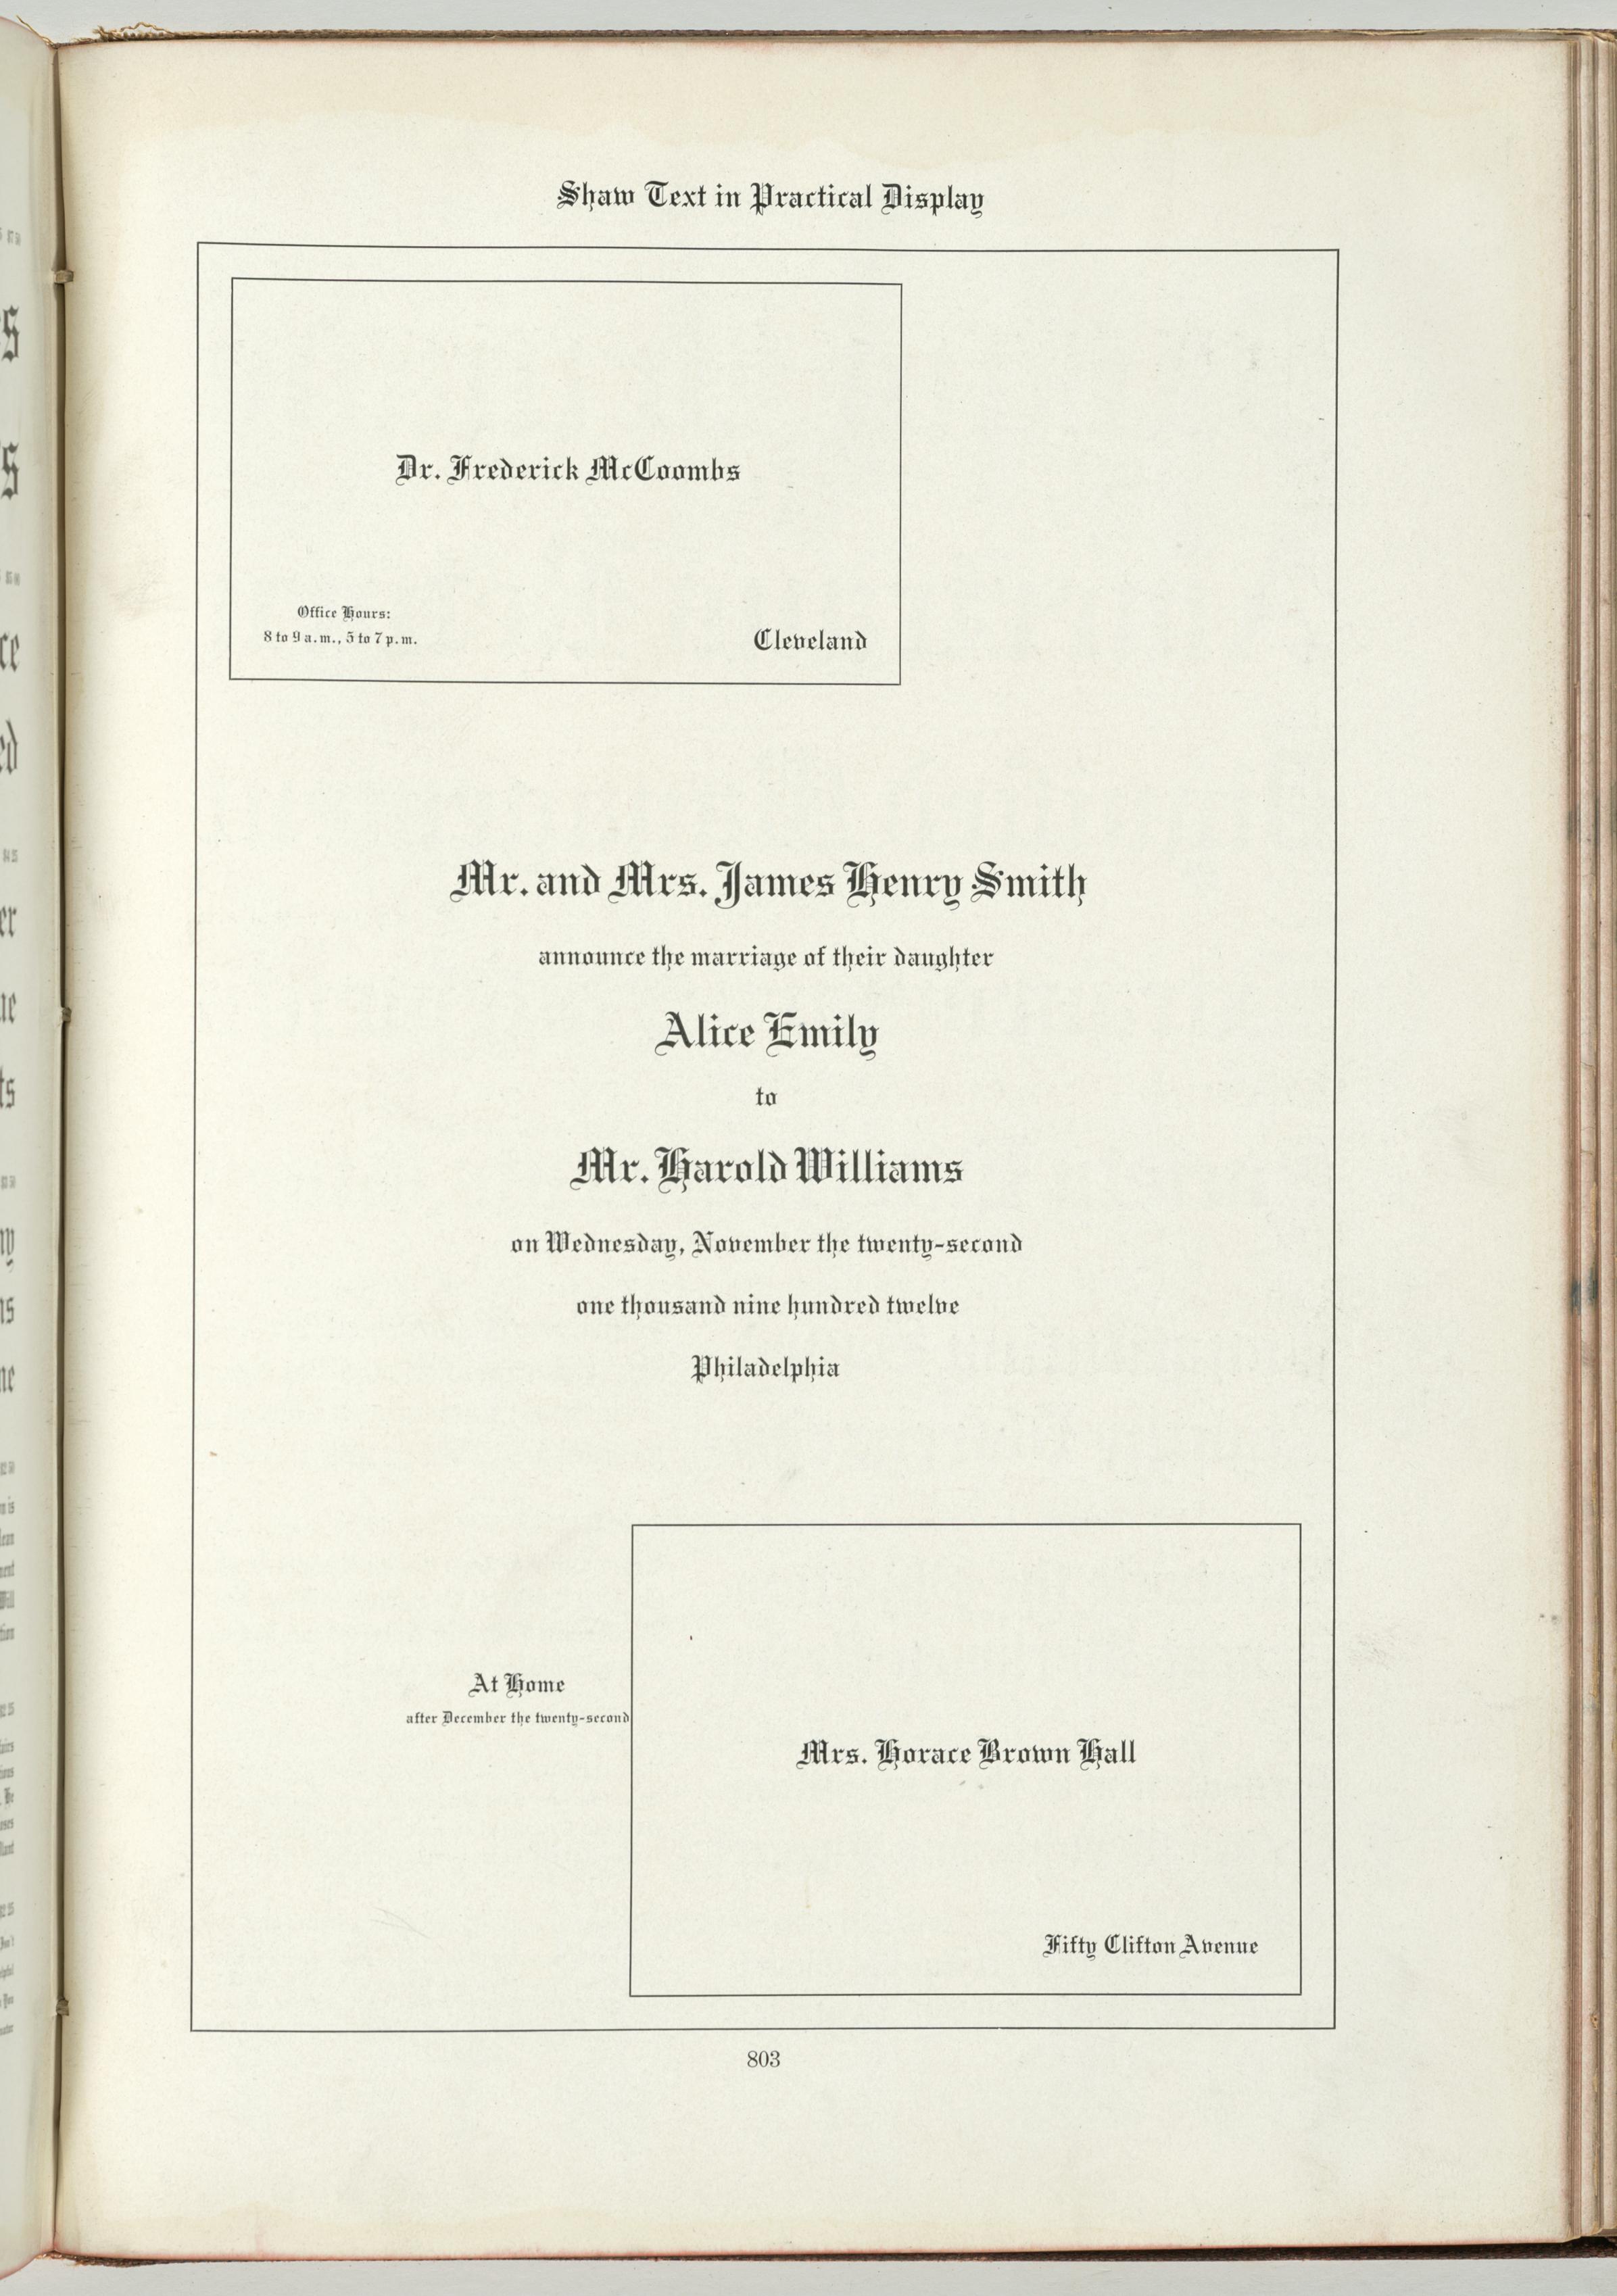 Shaw Text in Practical Display
Dr. Frederick McCoombs
Office Hours:
8 to 9 a.m., 5 to 7 p.m.
Cleveland
Mr. and Mrs. James Henry Smith
announce the marriage of their daughter
Alice Emily
to
Mr. Harold Williams
on Wednesday, November the twenty-second
one thousand nine hundred twelve
Philadelphia
At Home
after December the twenty-second
Mrs. Horace Brown Hall
Fifty Clifton Avenue
803